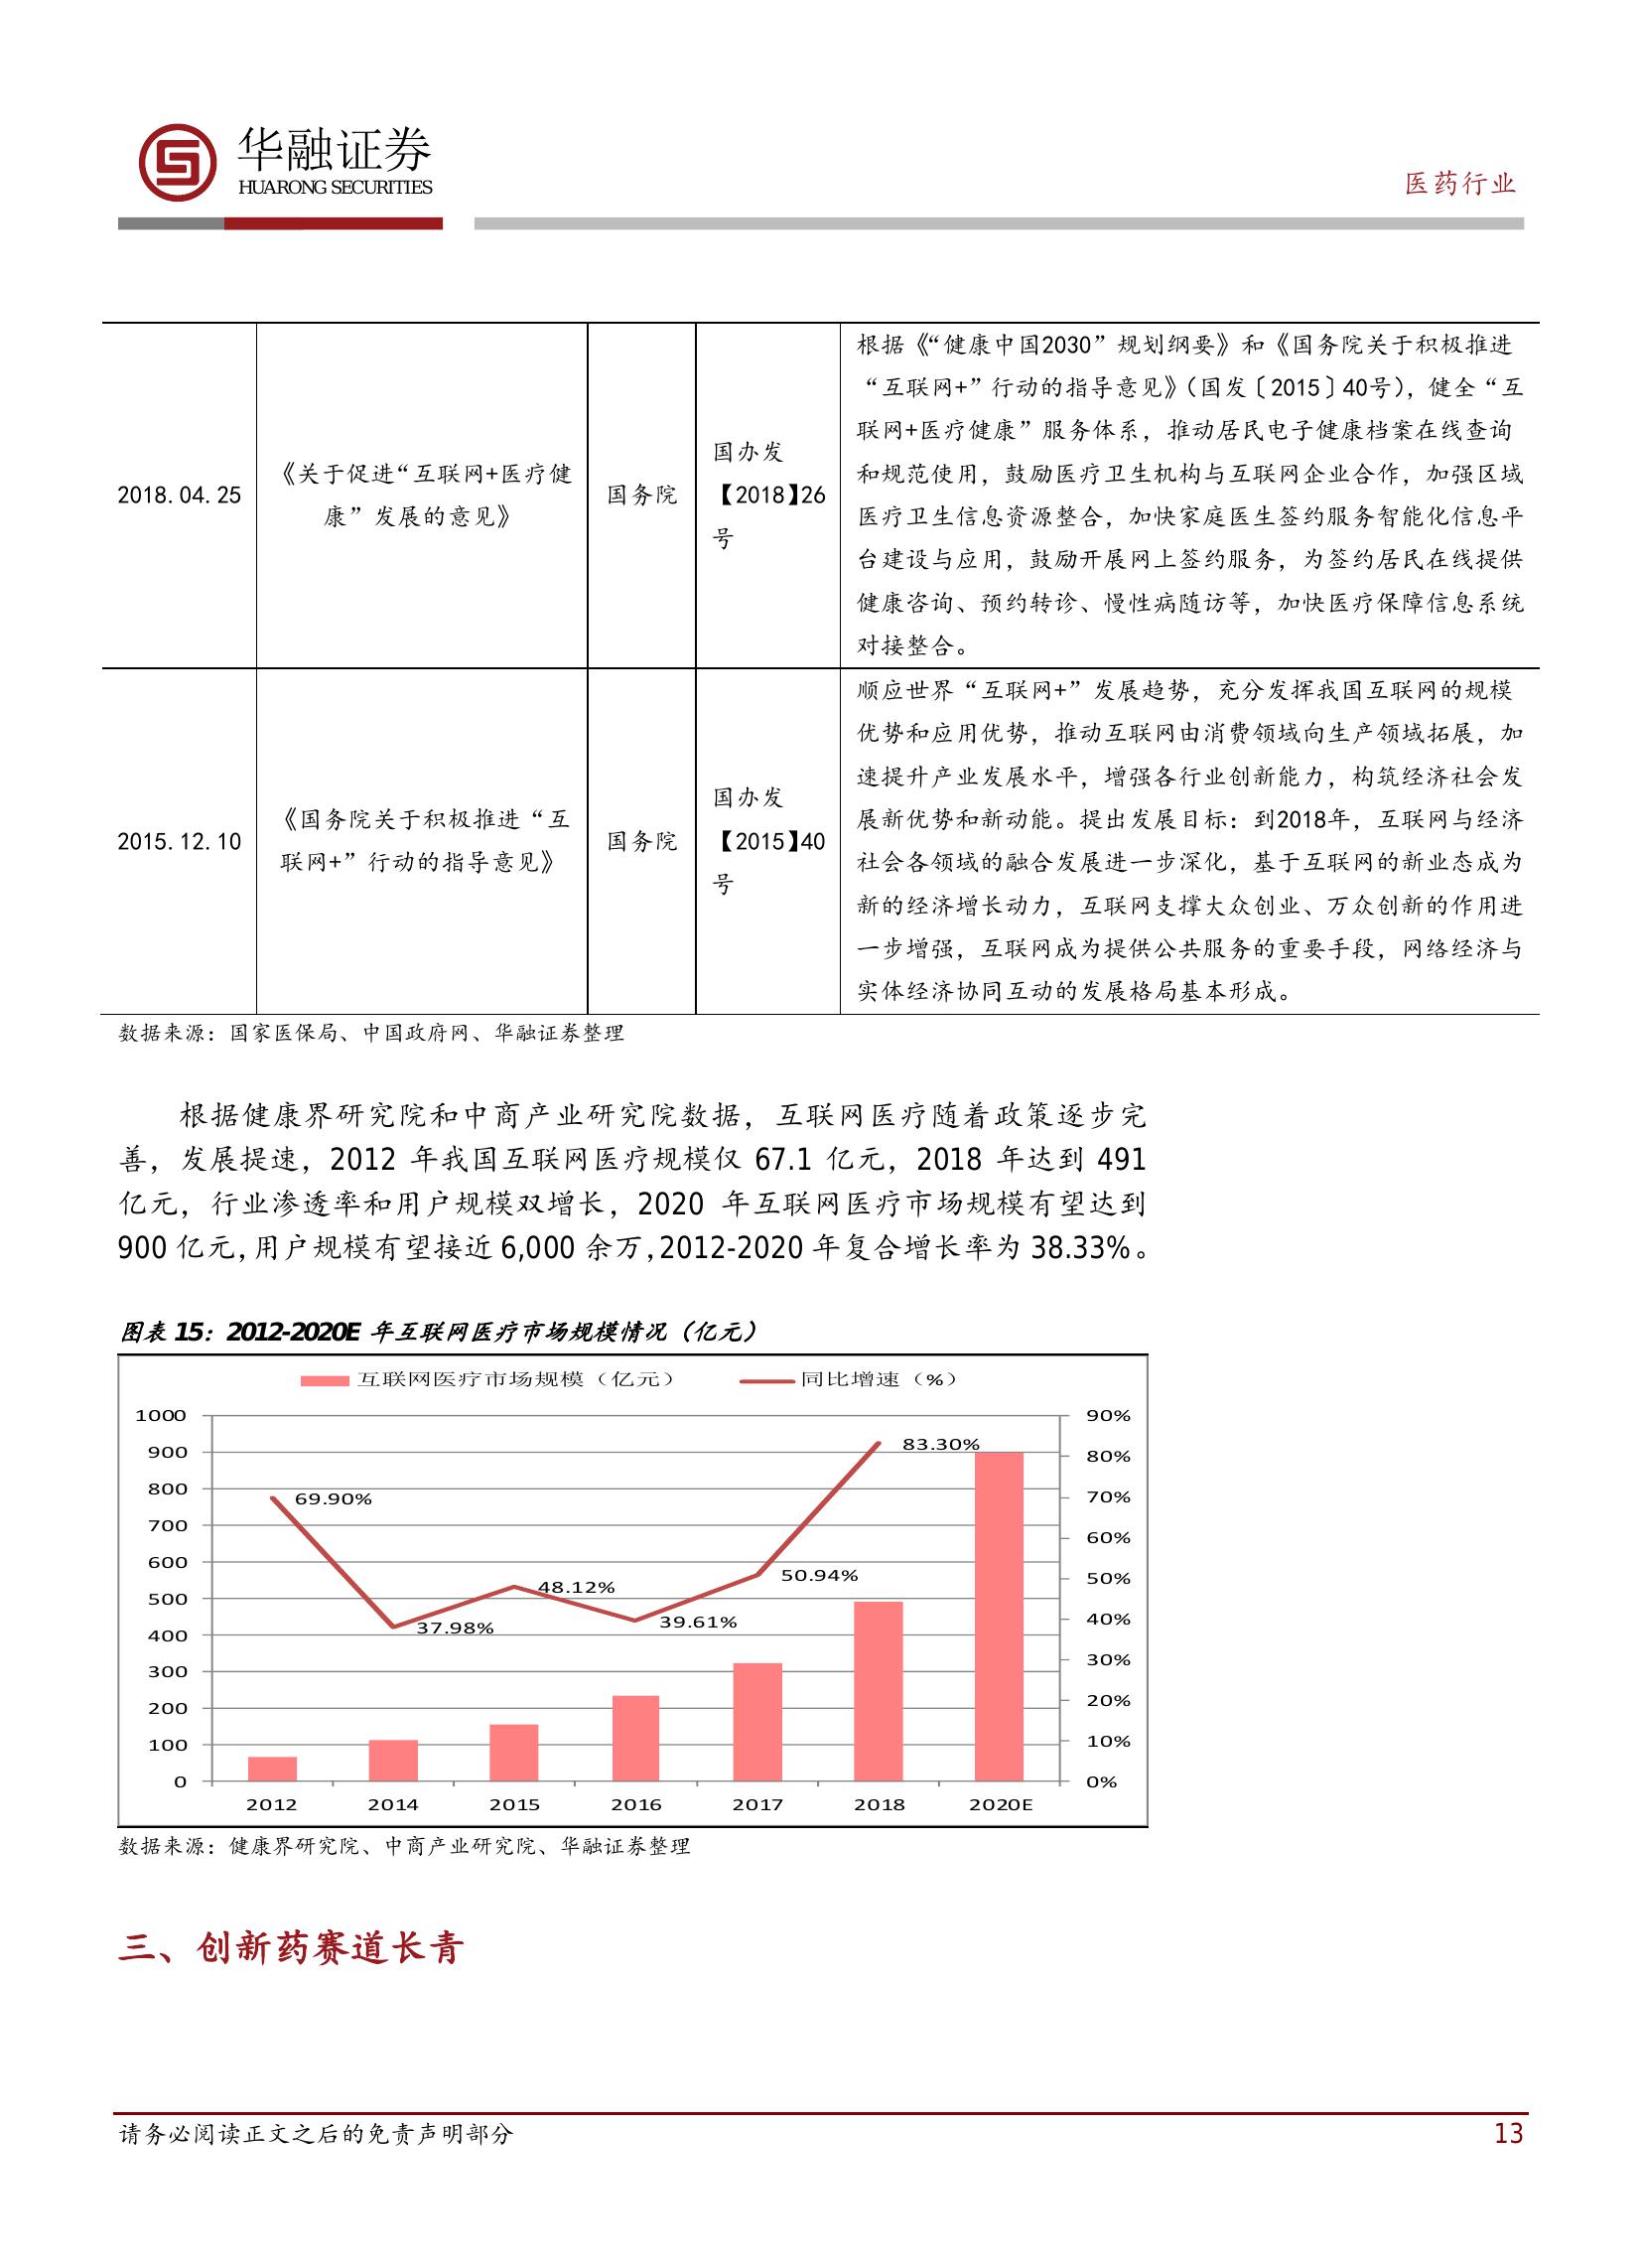 华融证券
HUARONG SECURITIES
医药行业
2018.04.25
《关于促进“互联网+医疗健
康”发展的意见》
国务院
国办发
【2018】26
号
根据《“健康中国2030”规划纲要》和《国务院关于积极推进
“互联网+”行动的指导意见》（国发〔2015〕40号），健全“互
联网+医疗健康”服务体系，推动居民电子健康档案在线查询
和规范使用，鼓励医疗卫生机构与互联网企业合作，加强区域
医疗卫生信息资源整合，加快家庭医生签约服务智能化信息平
台建设与应用，鼓励开展网上签约服务，为签约居民在线提供
健康咨询、预约转诊、慢性病随访等，加快医疗保障信息系统
对接整合。
2015.12.10
《国务院关于积极推进“互
联网+”行动的指导意见》
国务院
国办发
【2015】40
号
顺应世界“互联网+”发展趋势，充分发挥我国互联网的规模
优势和应用优势，推动互联网由消费领域向生产领域拓展，加
速提升产业发展水平，增强各行业创新能力，构筑经济社会发
展新优势和新动能。提出发展目标：到2018年，互联网与经济
社会各领域的融合发展进一步深化，基于互联网的新业态成为
新的经济增长动力，互联网支撑大众创业、万众创新的作用进
一步增强，互联网成为提供公共服务的重要手段，网络经济与
实体经济协同互动的发展格局基本形成。
数据来源：国家医保局、中国政府网、华融证券整理
根据健康界研究院和中商产业研究院数据，互联网医疗随着政策逐步完
善，发展提速，2012 年我国互联网医疗规模仅 67.1 亿元，2018 年达到 491
亿元，行业渗透率和用户规模双增长，2020 年互联网医疗市场规模有望达到
900 亿元，用户规模有望接近 6,000 余万，2012-2020 年复合增长率为 38.33%。
图表 15：2012-2020E 年互联网医疗市场规模情况（亿元）
互联网医疗市场规模（亿元） 同比增速（%）
1000
900
800
700
600
500
400
300
200
100
0
69.90%
37.98%
48.12%
39.61%
50.94%
83.30%
90%
80%
70%
60%
50%
40%
30%
20%
10%
0%
2012 2014 2015 2016 2017 2018 2020E
数据来源：健康界研究院、中商产业研究院、华融证券整理
三、创新药赛道长青
请务必阅读正文之后的免责声明部分
13